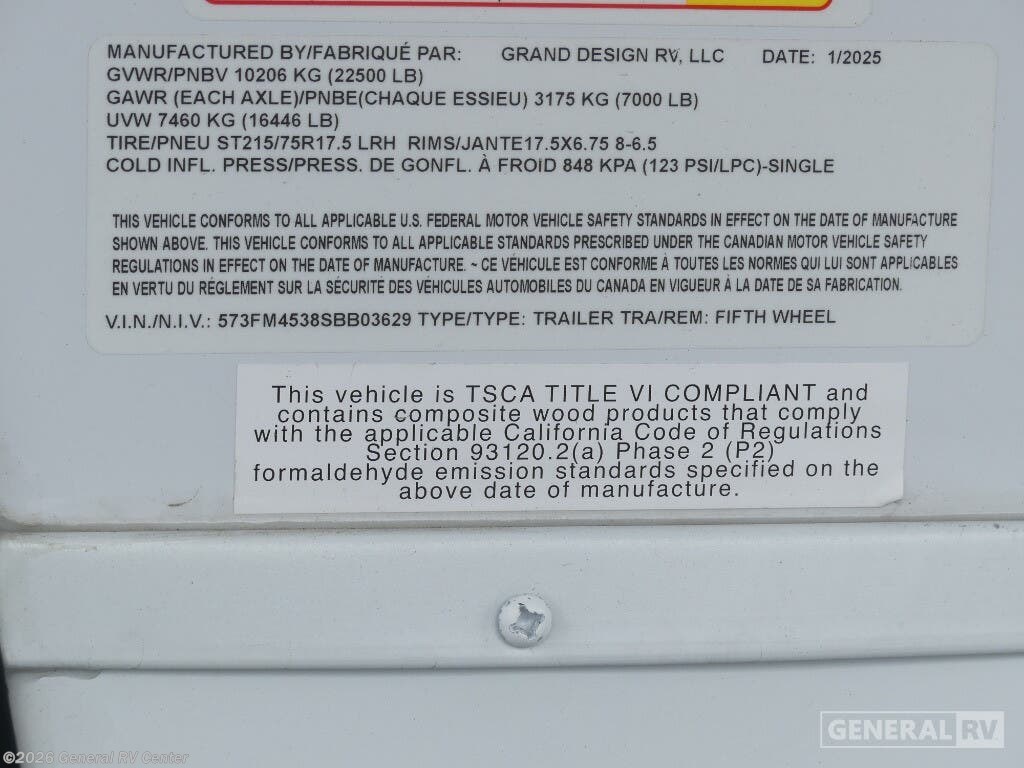 MANUFACTURED BY/FABRIQUÉ PAR: GRAND DESIGN RV, LLC DATE: 1/2025
GVWR/PNBV 10206 KG (22500 LB)
GAWR (EACH AXLE)/PNBE(CHAQUE ESSIEU) 3175 KG (7000 LB)
UVW 7460 KG (16446 LB)
TIRE/PNEU ST215/75R17.5 LRH RIMS/JANTE17.5X6.75 8-6.5
COLD INFL. PRESS/PRESS. DE GONFL. À FROID 848 KPA (123 PSI/LPC)-SINGLE
THIS VEHICLE CONFORMS TO ALL APPLICABLE U.S. FEDERAL MOTOR VEHICLE SAFETY STANDARDS IN EFFECT ON THE DATE OF MANUFACTURE
SHOWN ABOVE. THIS VEHICLE CONFORMS TO ALL APPLICABLE STANDARDS PRESCRIBED UNDER THE CANADIAN MOTOR VEHICLE SAFETY
REGULATIONS IN EFFECT ON THE DATE OF MANUFACTURE. ~ CE VÉHICULE EST CONFORME À TOUTES LES NORMES QUI LUI SONT APPLICABLES
EN VERTU DU RÉGLEMENT SUR LA SÉCURITE DES VÉHICULES AUTOMOBILES DU CANADA EN VIGUEUR À LA DATE DE SA FABRICATION.
V.I.N./N.I.V.: 573FM4538SBB03629 TYPE/TYPE: TRAILER TRA/REM: FIFTH WHEEL
This vehicle is TSCA TITLE VI COMPLIANT and
contains composite wood products that comply
with the applicable California Code of Regulations
Section 93120.2(a) Phase 2 (P2)
formaldehyde emission standards specified on the
above date of manufacture.
GENERAL RV
©2026 General RV Center